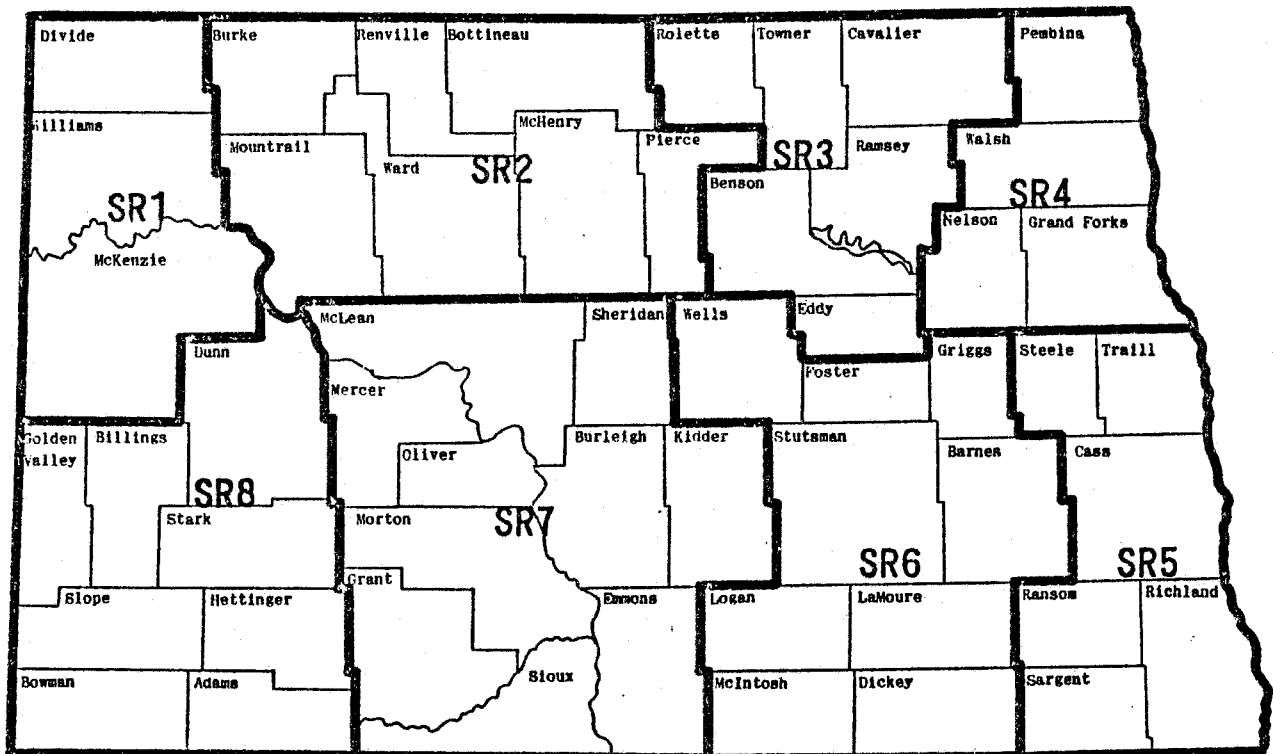 Divide
Burke
Renville
Bottineau
Rolette
Towner
Cavalier
Pembina
Williams
McHenry
Mountrail
Ward
Pierce
Ramsey
Walsh
SR2
SR3
Benson
SR1
SR4
McKenzie
Nelson
Grand Forks
McLean
Sheridan
Wells
Eddy
Dunn
Griggs
Steele
Traill
Mercer
Foster
Golden
Valley
Billings
Oliver
Burleigh
Kidder
Stutsman
Barnes
Cass
SR8
Stark
Morton
SR7
SR6
SR5
Grant
Slope
Hettinger
Emmons
Logan
LaMoure
Ransom
Richland
Bowman
Adams
Sioux
McIntosh
Dickey
Sargent